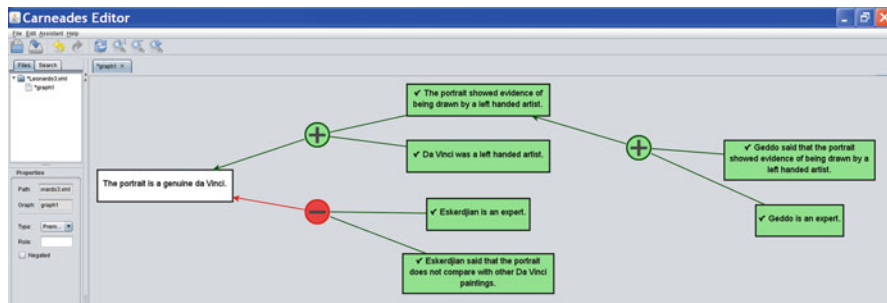 Carneades Editor
File Edit Assistant Help
Files Search
*graph1 ×
*Leonardo3.xml
*graph1
✔ The portrait showed evidence of
being drawn by a left handed artist.
✔ Da Vinci was a left handed artist.
✔ Geddo said that the portrait
showed evidence of being drawn by a
left handed artist.
The portrait is a genuine da Vinci.
✔ Eskerdjian is an expert.
✔ Geddo is an expert.
✔ Eskerdjian said that the portrait
does not compare with other Da Vinci
paintings.
Properties
Path: nardo3.xml
Graph: graph1
Type: Prem...
Role:
Negated